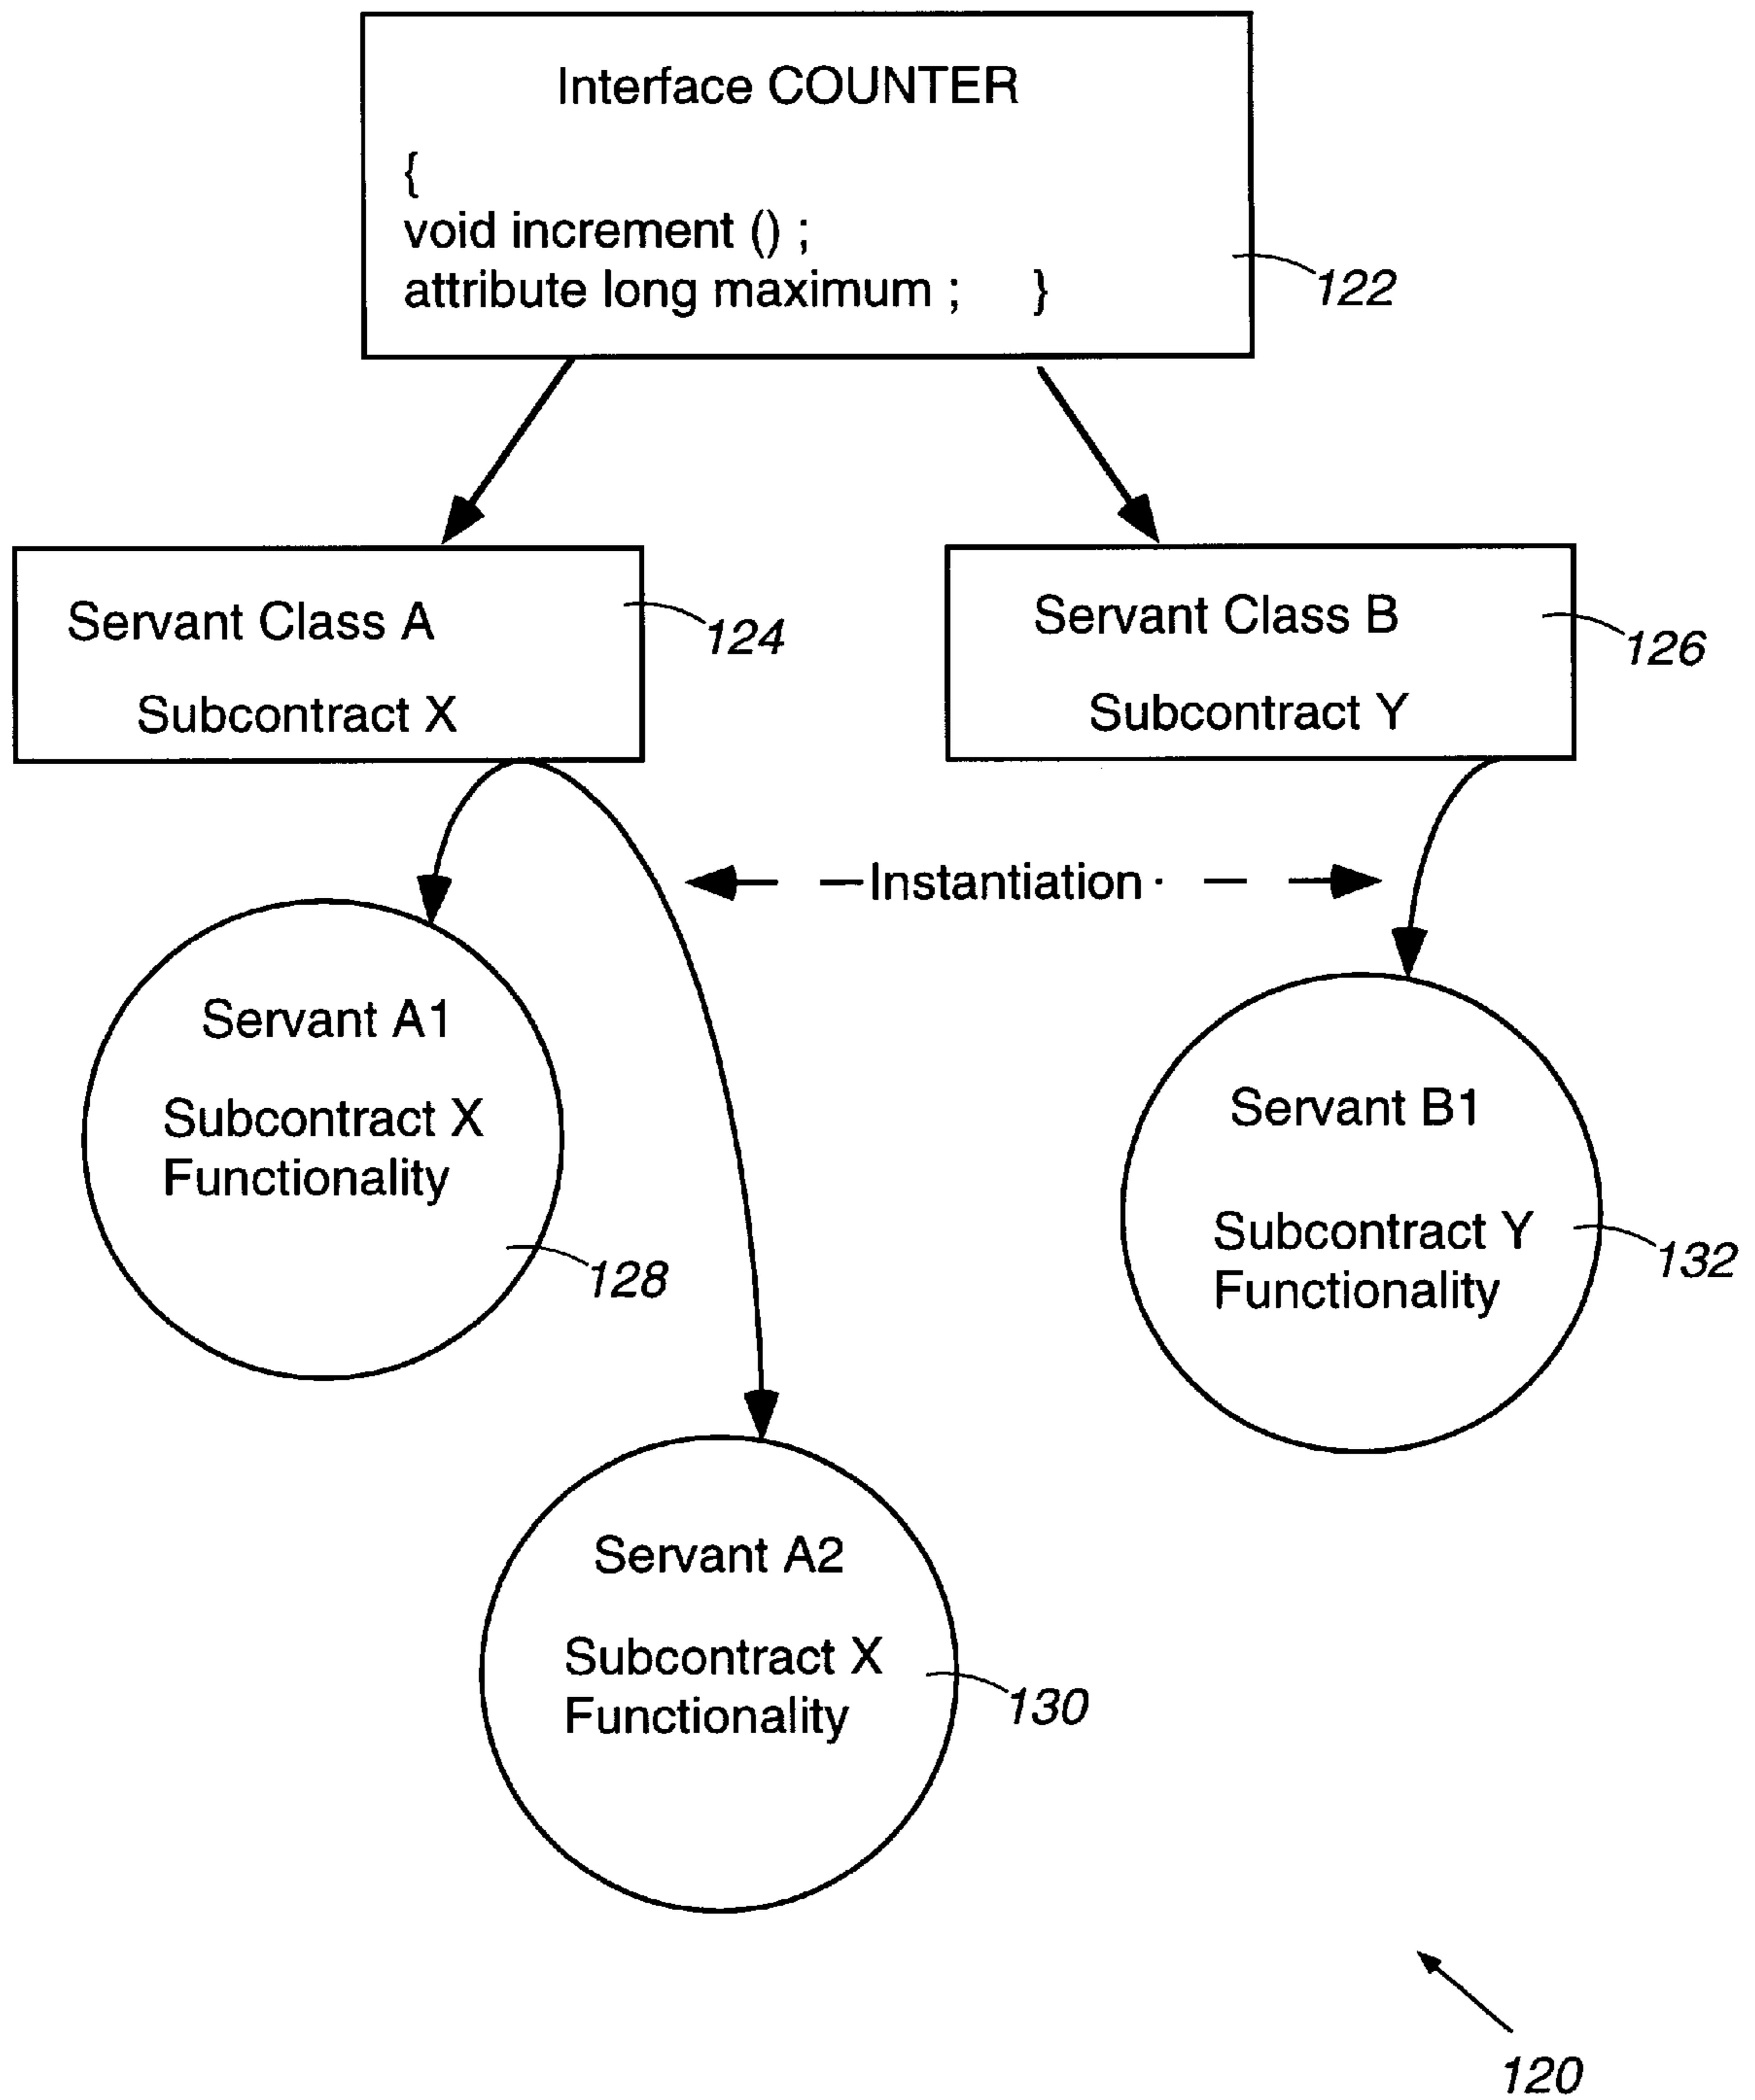 Interface COUNTER
{
void increment () ;
attribute long maximum ; }
122
Servant Class A
Subcontract X
124
Servant Class B
Subcontract Y
126
Instantiation
Servant A1
Subcontract X
Functionality
128
Servant B1
Subcontract Y
Functionality
132
Servant A2
Subcontract X
Functionality
130
120